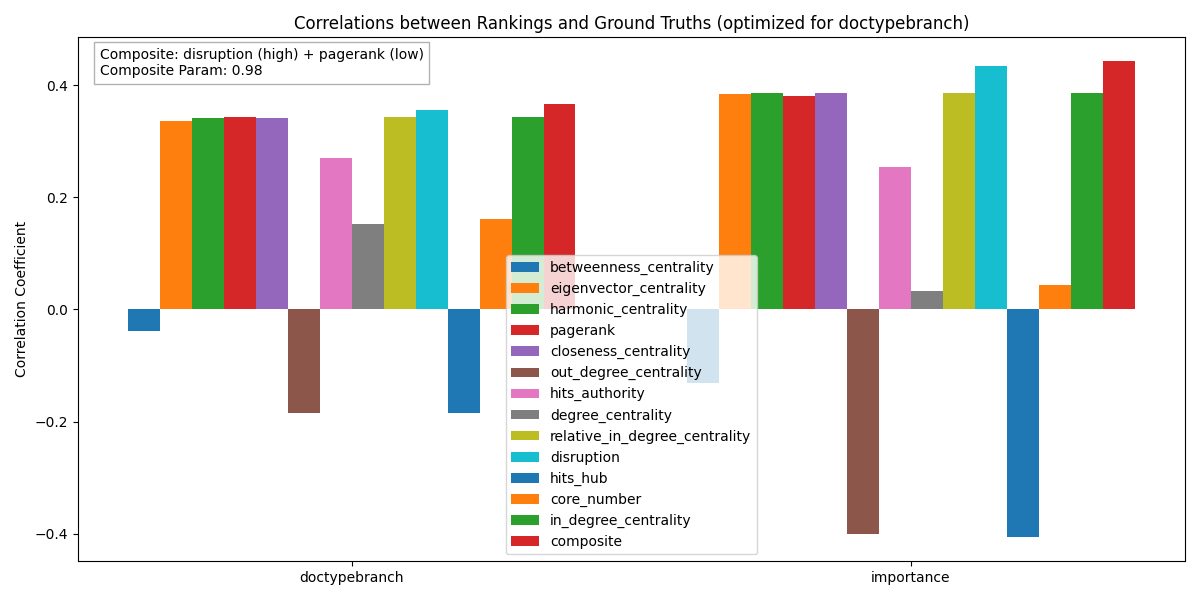 Correlations between Rankings and Ground Truths (optimized for doctypebranch)
Composite: disruption (high) + pagerank (low)
Composite Param: 0.98
Correlation Coefficient
0.4
0.2
0.0
−0.2
−0.4
betweenness_centrality
eigenvector_centrality
harmonic_centrality
pagerank
closeness_centrality
out_degree_centrality
hits_authority
degree_centrality
relative_in_degree_centrality
disruption
hits_hub
core_number
in_degree_centrality
composite
doctypebranch
importance